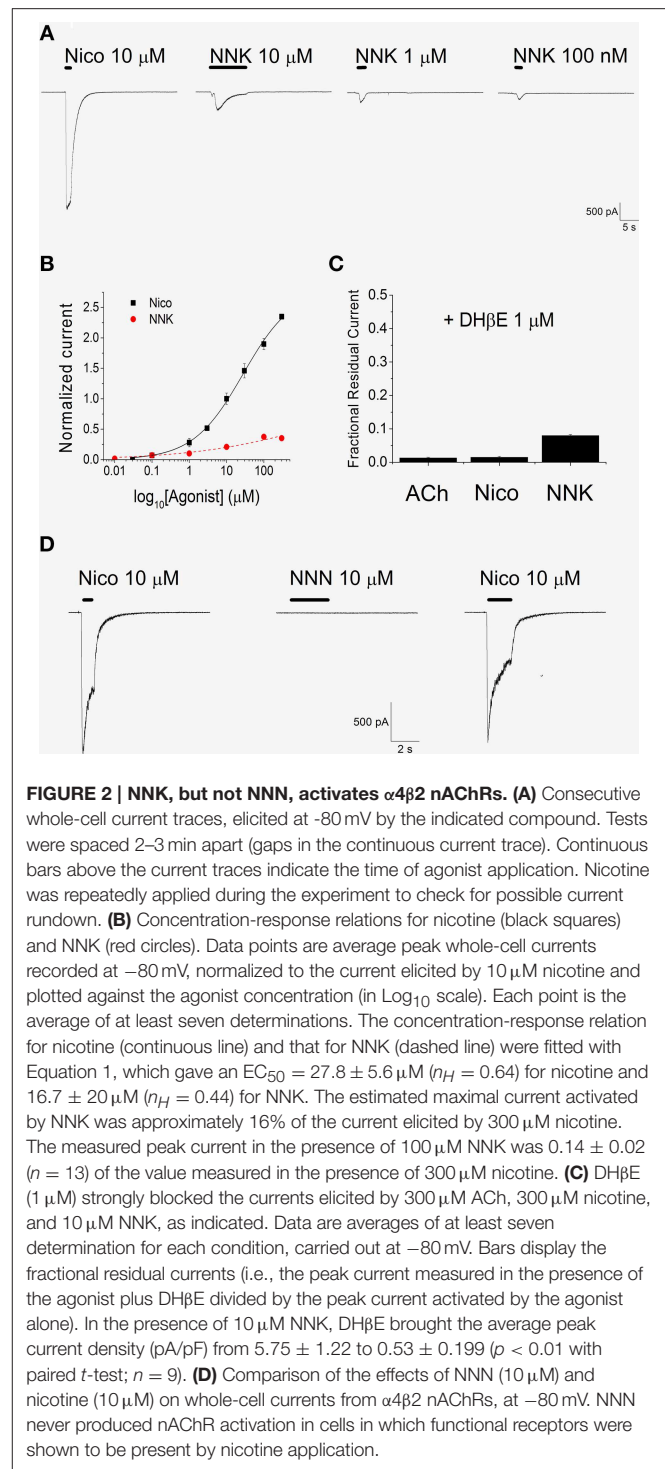 A
Nico 10 μM NNK 10 μM NNK 1 μM NNK 100 nM
500 pA
5 s
B
Normalized current
2.5
2.0
1.5
1.0
0.5
0.0
Nico
NNK
0.01 0.1 1 10 100
log10[Agonist] (μM)
C
Fractional Residual Current
0.5
0.4
0.3
0.2
0.1
0.0
+ DHβE 1 μM
ACh Nico NNK
D
Nico 10 μM NNN 10 μM Nico 10 μM
500 pA
2 s
FIGURE 2 | NNK, but not NNN, activates α4β2 nAChRs. (A) Consecutive
whole-cell current traces, elicited at -80 mV by the indicated compound. Tests
were spaced 2–3 min apart (gaps in the continuous current trace). Continuous
bars above the current traces indicate the time of agonist application. Nicotine
was repeatedly applied during the experiment to check for possible current
rundown. (B) Concentration-response relations for nicotine (black squares)
and NNK (red circles). Data points are average peak whole-cell currents
recorded at −80 mV, normalized to the current elicited by 10 μM nicotine and
plotted against the agonist concentration (in Log10 scale). Each point is the
average of at least seven determinations. The concentration-response relation
for nicotine (continuous line) and that for NNK (dashed line) were fitted with
Equation 1, which gave an EC50 = 27.8 ± 5.6 μM (nH = 0.64) for nicotine and
16.7 ± 20 μM (nH = 0.44) for NNK. The estimated maximal current activated
by NNK was approximately 16% of the current elicited by 300 μM nicotine.
The measured peak current in the presence of 100 μM NNK was 0.14 ± 0.02
(n = 13) of the value measured in the presence of 300 μM nicotine. (C) DHβE
(1 μM) strongly blocked the currents elicited by 300 μM ACh, 300 μM nicotine,
and 10 μM NNK, as indicated. Data are averages of at least seven
determination for each condition, carried out at −80 mV. Bars display the
fractional residual currents (i.e., the peak current measured in the presence of
the agonist plus DHβE divided by the peak current activated by the agonist
alone). In the presence of 10 μM NNK, DHβE brought the average peak
current density (pA/pF) from 5.75 ± 1.22 to 0.53 ± 0.199 (p < 0.01 with
paired t-test; n = 9). (D) Comparison of the effects of NNN (10 μM) and
nicotine (10 μM) on whole-cell currents from α4β2 nAChRs, at −80 mV. NNN
never produced nAChR activation in cells in which functional receptors were
shown to be present by nicotine application.